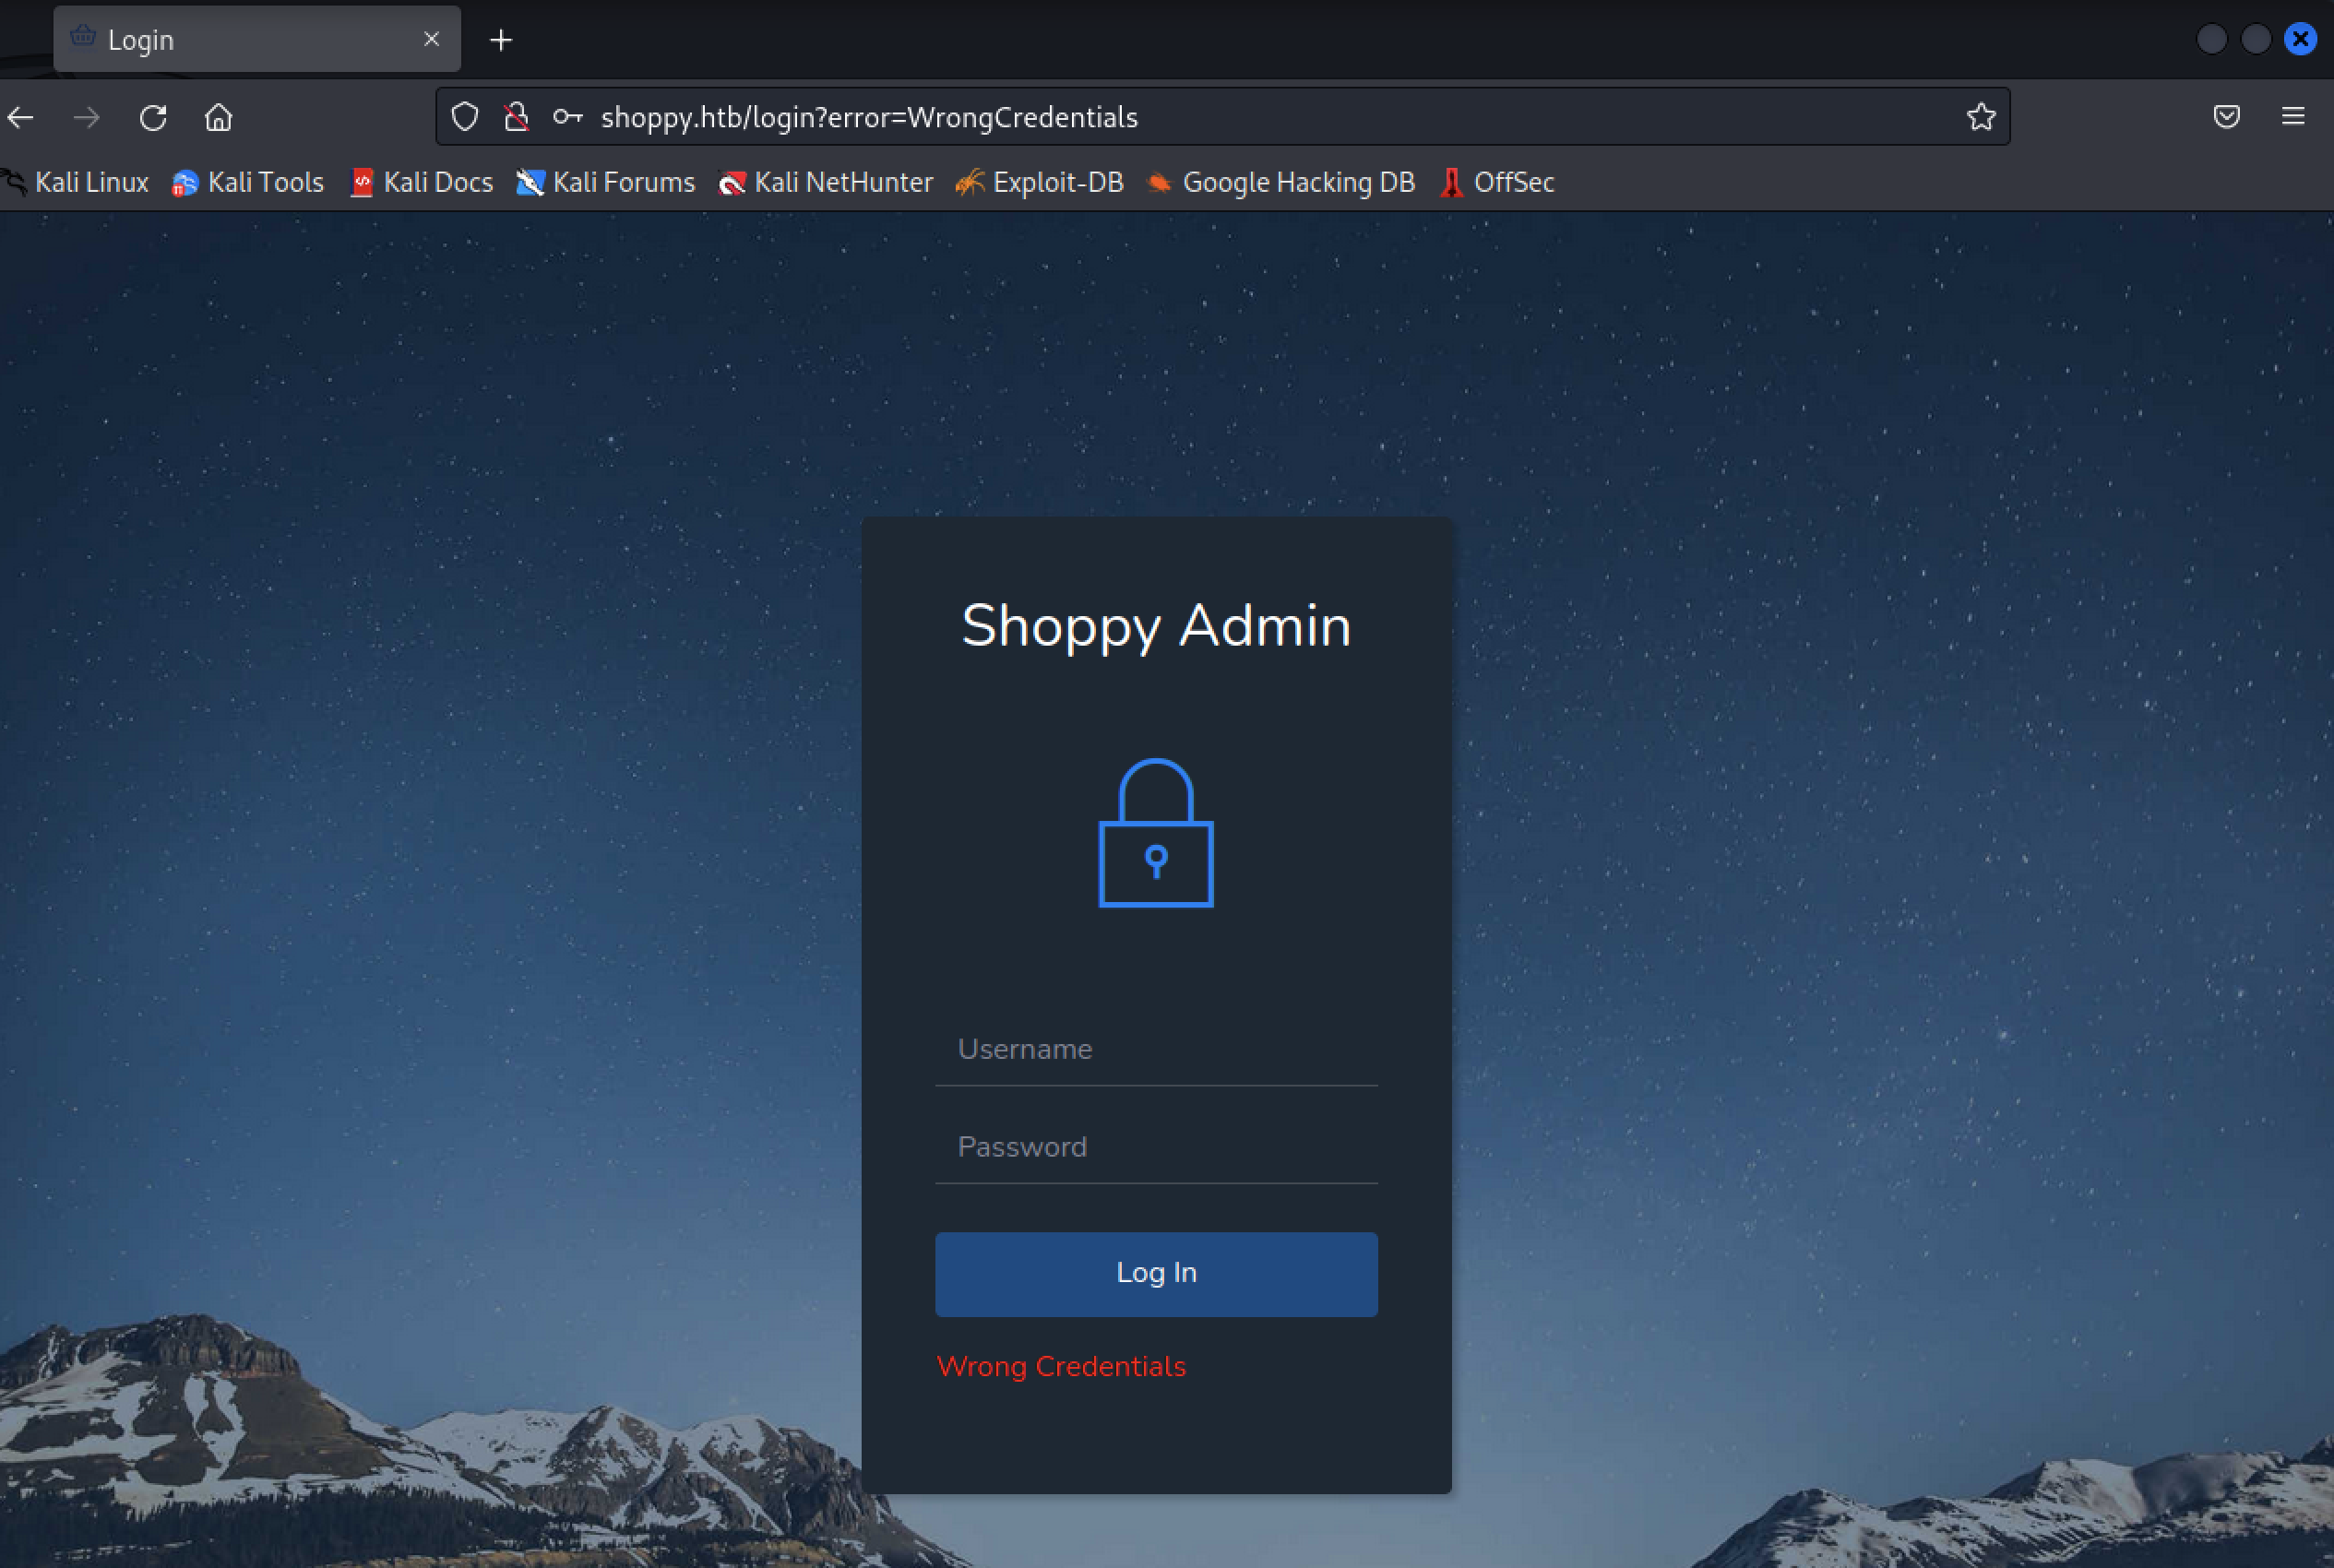 Login
shoppy.htb/login?error=WrongCredentials
Kali Linux Kali Tools Kali Docs Kali Forums Kali NetHunter Exploit-DB Google Hacking DB OffSec
Shoppy Admin
Username
Password
Log In
Wrong Credentials